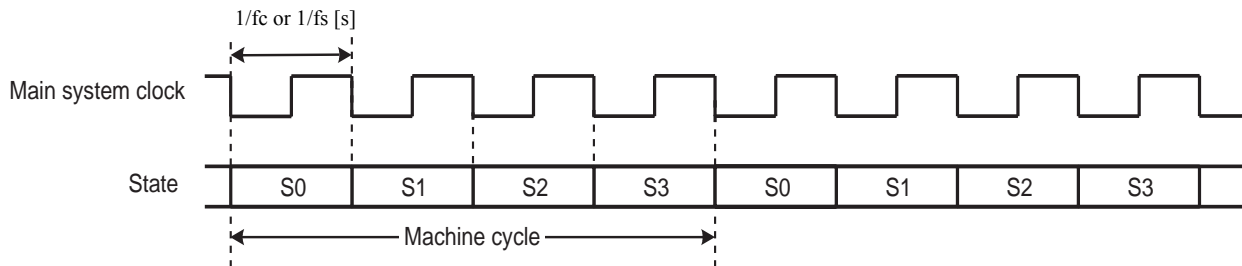 1/fc or 1/fs [s]
Main system clock
State
S0 S1 S2 S3 S0 S1 S2 S3
Machine cycle